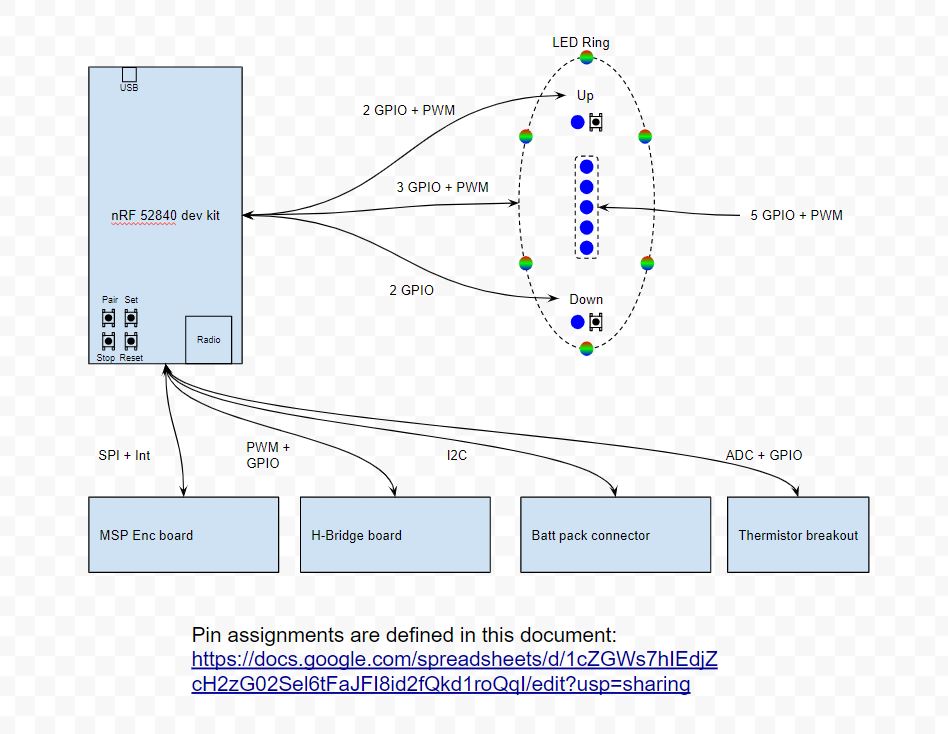 LED Ring
USB
Up
2 GPIO + PWM
3 GPIO + PWM
nRF 52840 dev kit
5 GPIO + PWM
2 GPIO
Down
Pair Set
Radio
Stop Reset
SPI + Int
PWM +
GPIO
I2C
ADC + GPIO
MSP Enc board
H-Bridge board
Batt pack connector
Thermistor breakout
Pin assignments are defined in this document:
https://docs.google.com/spreadsheets/d/1cZGWs7hIEdjZ
cH2zG02Sel6tFaJFI8id2fQkd1roQqI/edit?usp=sharing